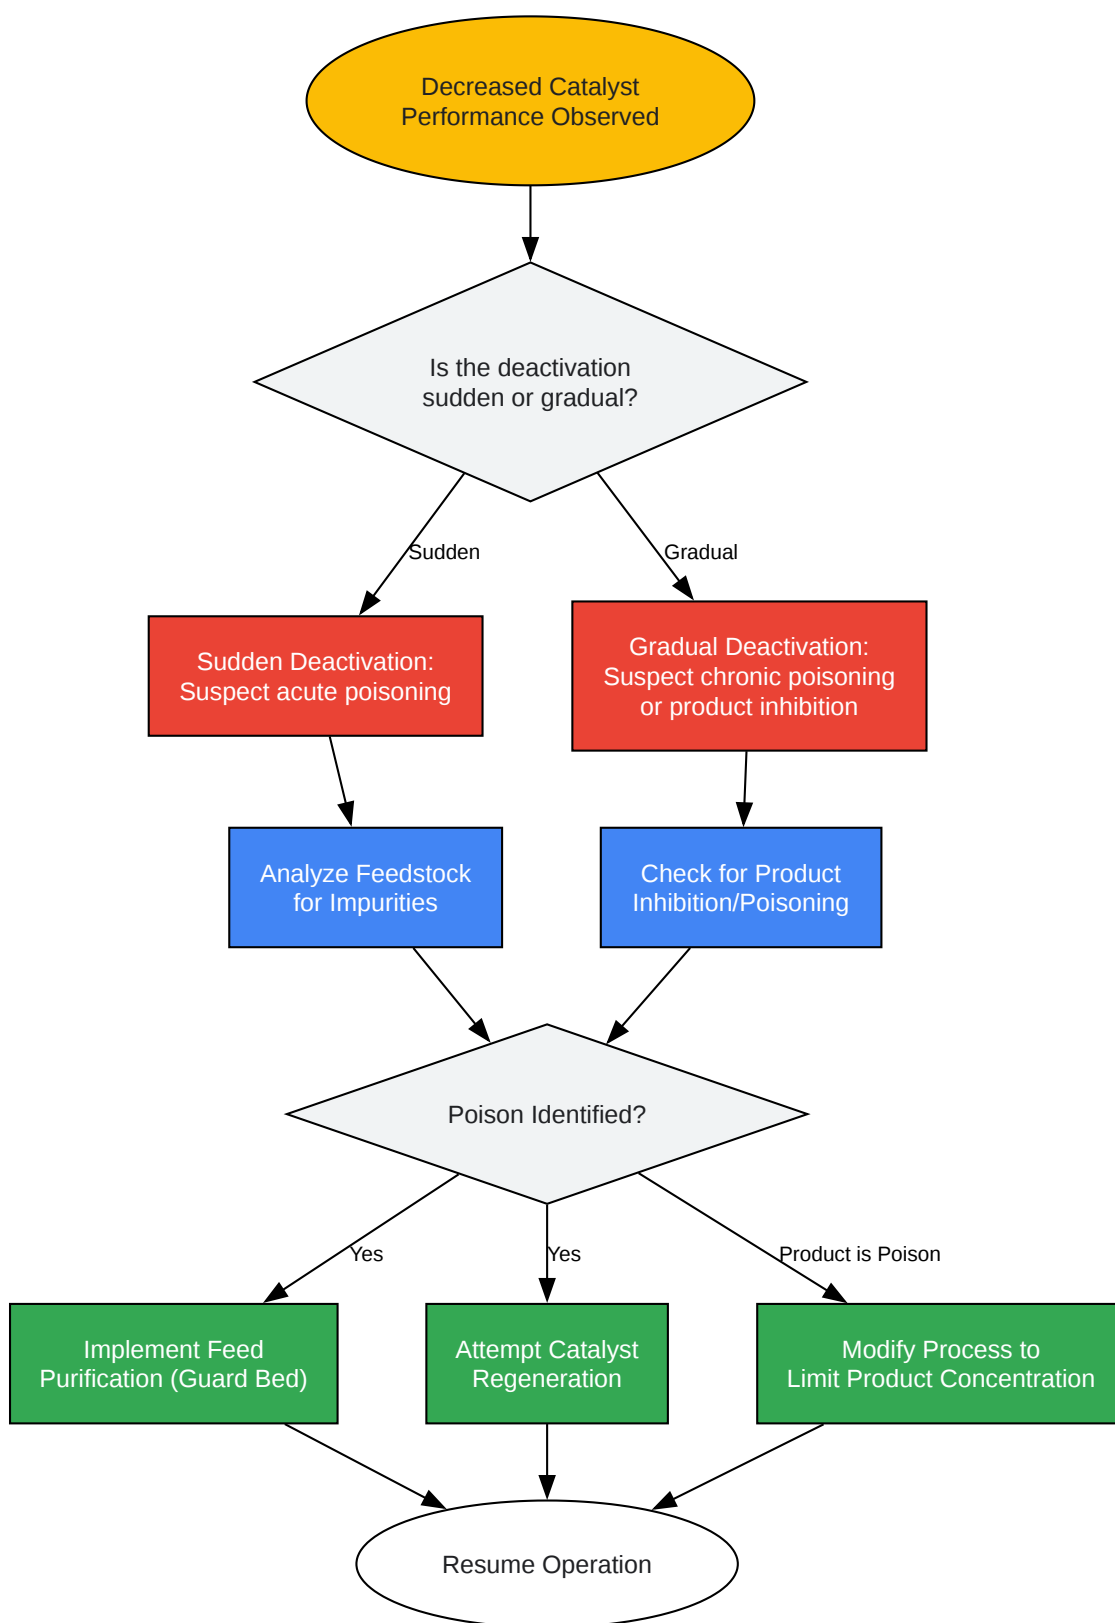 Decreased Catalyst
Performance Observed
Is the deactivation
sudden or gradual?
Sudden
Gradual
Sudden Deactivation:
Suspect acute poisoning
Gradual Deactivation:
Suspect chronic poisoning
or product inhibition
Analyze Feedstock
for Impurities
Check for Product
Inhibition/Poisoning
Poison Identified?
Yes
Yes
Product is Poison
Implement Feed
Purification (Guard Bed)
Attempt Catalyst
Regeneration
Modify Process to
Limit Product Concentration
Resume Operation